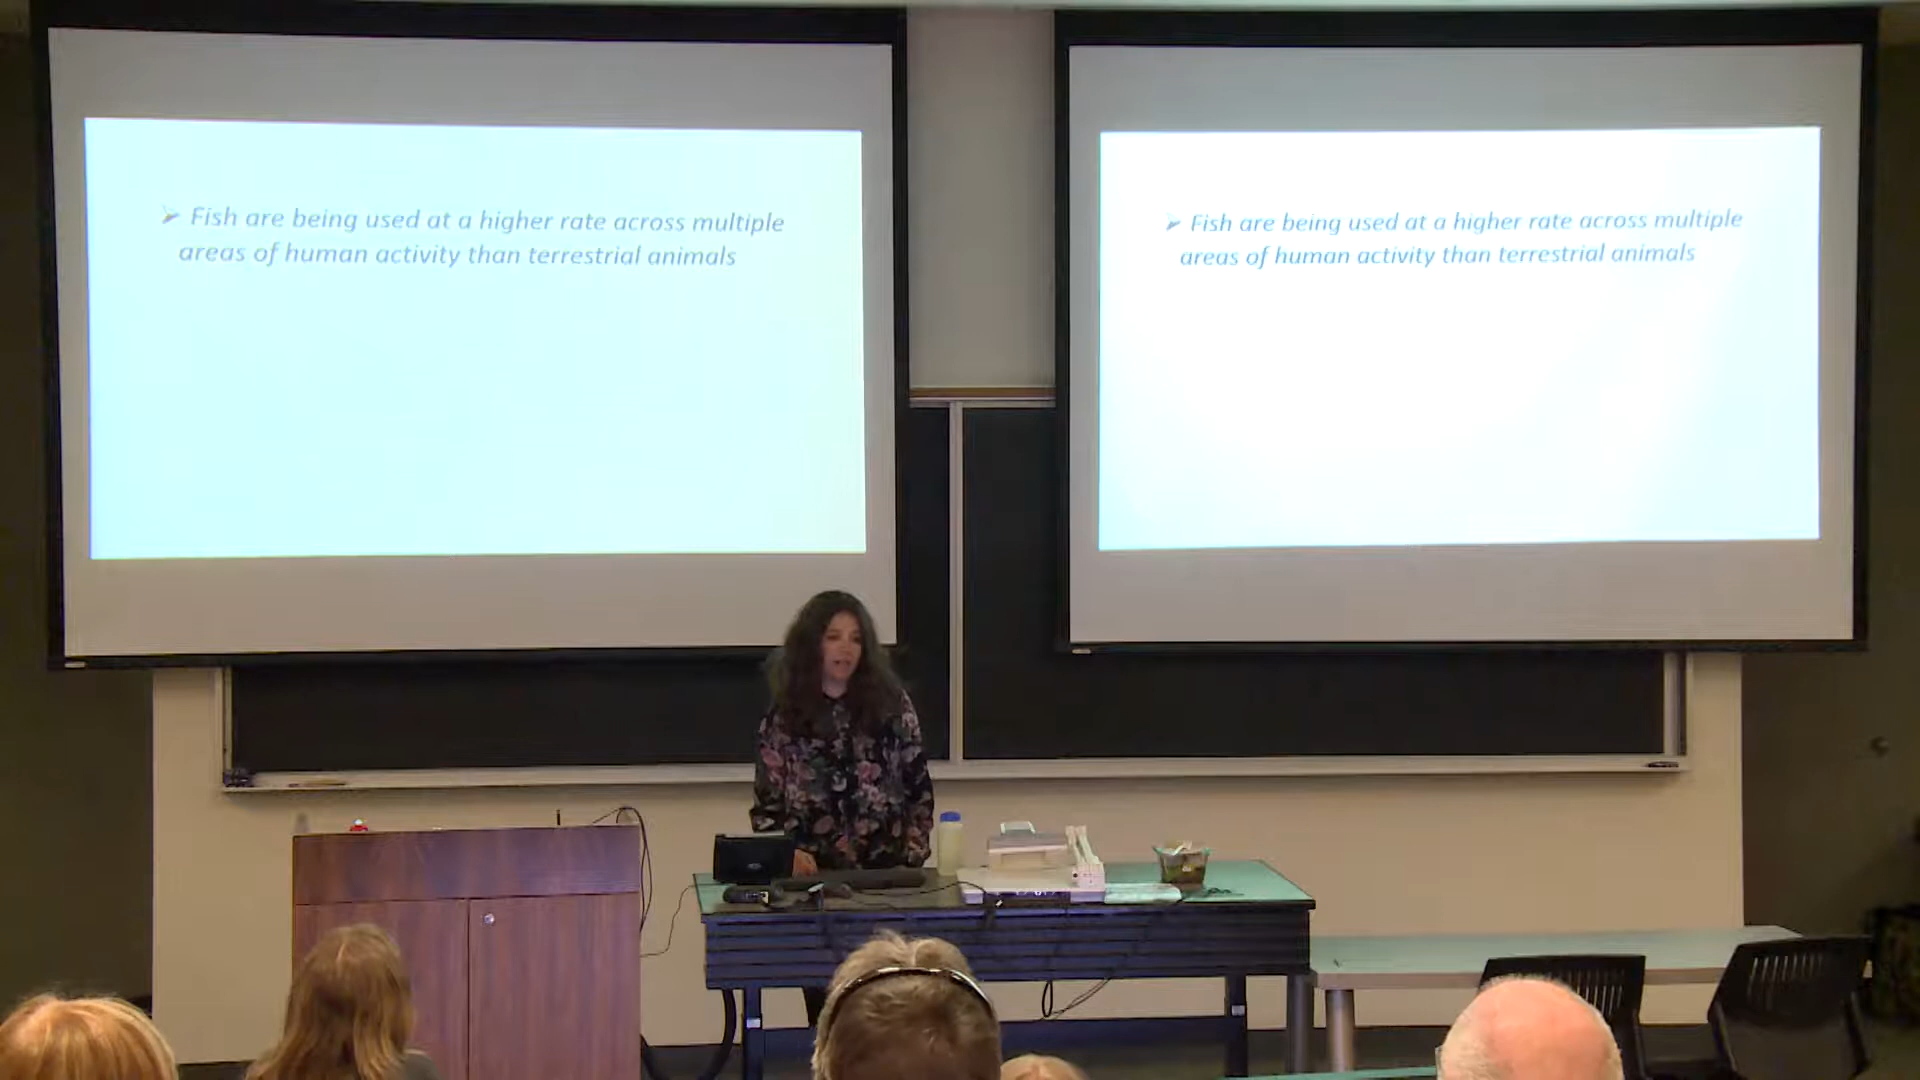 Fish are being used at a higher rate across multiple
areas of human activity than terrestrial animals
Fish are being used at a higher rate across multiple
areas of human activity than terrestrial animals